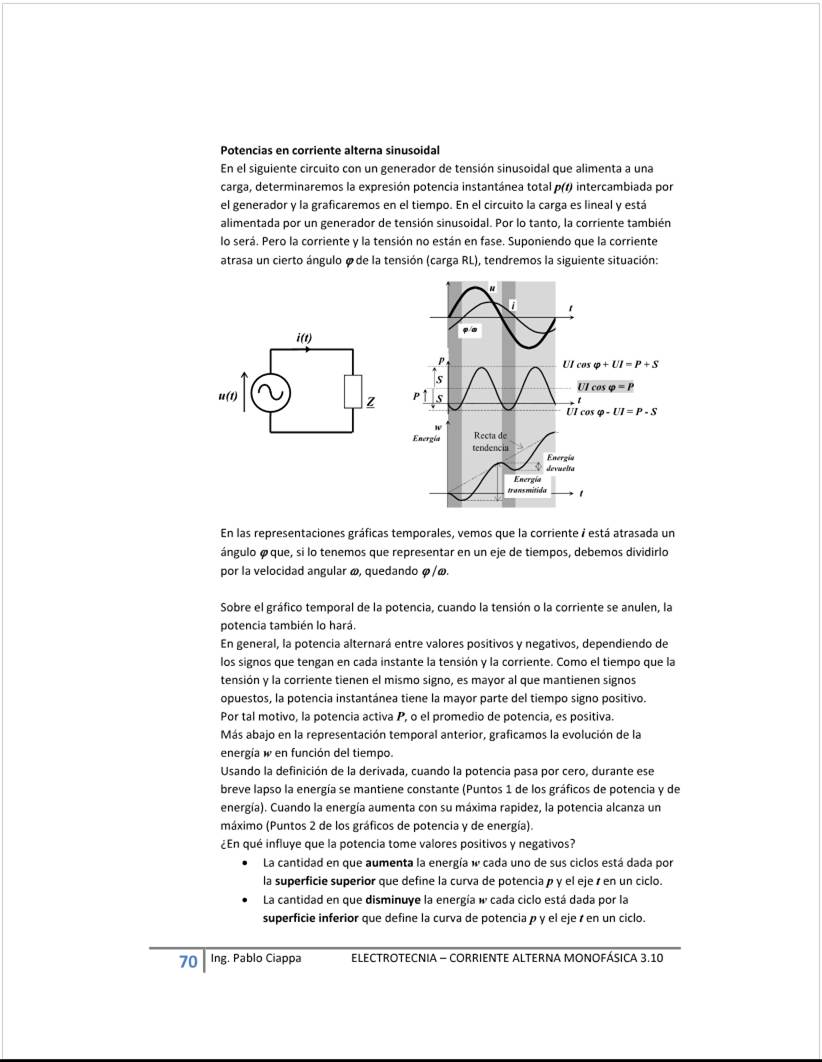 Potencias en corriente alterna sinusoidal
En el siguiente circuito con un generador de tensión sinusoidal que alimenta a una
carga, determinaremos la expresión potencia instantánea total p(t) intercambiada por
el generador y la graficaremos en el tiempo. En el circuito la carga es lineal y está
alimentada por un generador de tensión sinusoidal. Por lo tanto, la corriente también
lo será. Pero la corriente y la tensión no están en fase. Suponiendo que la corriente
atrasa un cierto ángulo φ de la tensión (carga RL), tendremos la siguiente situación:
i(t)
u(t)
Z
u
i
t
φ/ω
p
S
P
S
UI cos φ + UI = P + S
UI cos φ = P
t
UI cos φ - UI = P - S
w
Energía
Recta de
tendencia
Energía
devuelta
Energía
transmitida
t
En las representaciones gráficas temporales, vemos que la corriente i está atrasada un
ángulo φ que, si lo tenemos que representar en un eje de tiempos, debemos dividirlo
por la velocidad angular ω, quedando φ/ω.
Sobre el gráfico temporal de la potencia, cuando la tensión o la corriente se anulen, la
potencia también lo hará.
En general, la potencia alternará entre valores positivos y negativos, dependiendo de
los signos que tengan en cada instante la tensión y la corriente. Como el tiempo que la
tensión y la corriente tienen el mismo signo, es mayor al que mantienen signos
opuestos, la potencia instantánea tiene la mayor parte del tiempo signo positivo.
Por tal motivo, la potencia activa P, o el promedio de potencia, es positiva.
Más abajo en la representación temporal anterior, graficamos la evolución de la
energía w en función del tiempo.
Usando la definición de la derivada, cuando la potencia pasa por cero, durante ese
breve lapso la energía se mantiene constante (Puntos 1 de los gráficos de potencia y de
energía). Cuando la energía aumenta con su máxima rapidez, la potencia alcanza un
máximo (Puntos 2 de los gráficos de potencia y de energía).
¿En qué influye que la potencia tome valores positivos y negativos?
• La cantidad en que aumenta la energía w cada uno de sus ciclos está dada por
la superficie superior que define la curva de potencia p y el eje t en un ciclo.
• La cantidad en que disminuye la energía w cada ciclo está dada por la
superficie inferior que define la curva de potencia p y el eje t en un ciclo.
70 Ing. Pablo Ciappa ELECTROTECNIA – CORRIENTE ALTERNA MONOFÁSICA 3.10